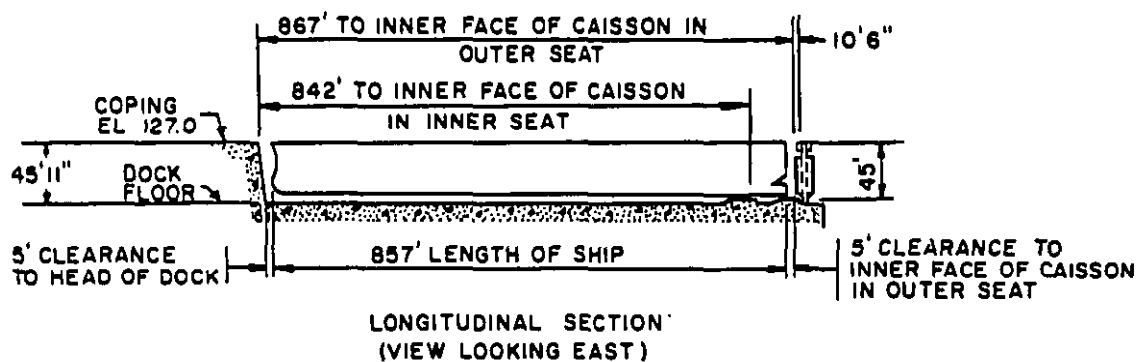 867' TO INNER FACE OF CAISSON IN
OUTER SEAT
10'6"
842' TO INNER FACE OF CAISSON
IN INNER SEAT
COPING
EL 127.0
45'11"
DOCK
FLOOR
45'
5' CLEARANCE
TO HEAD OF DOCK
857' LENGTH OF SHIP
5' CLEARANCE TO
INNER FACE OF CAISSON
IN OUTER SEAT
LONGITUDINAL SECTION
(VIEW LOOKING EAST)